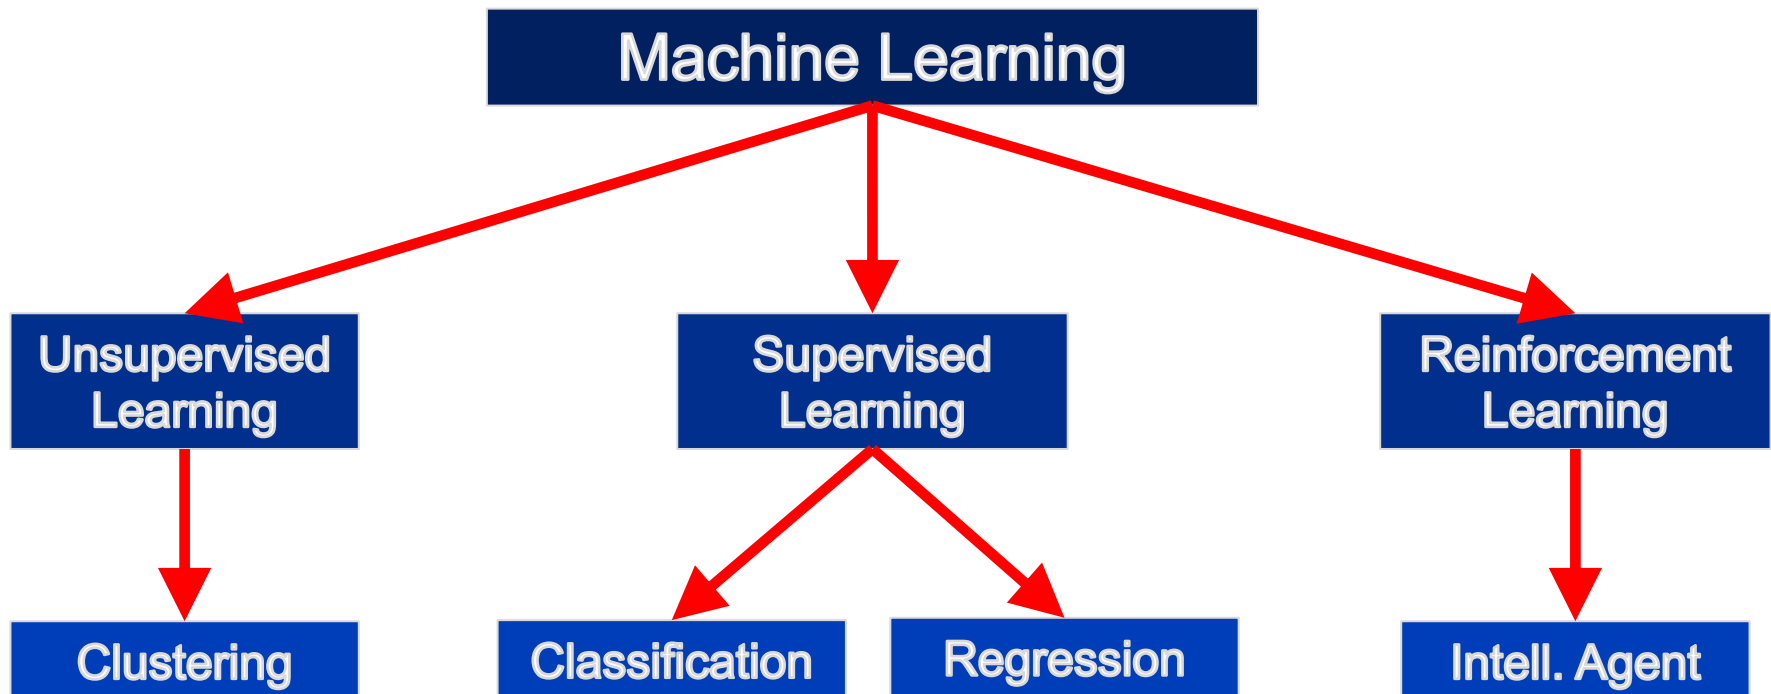 Machine Learning
Unsupervised
Learning
Supervised
Learning
Reinforcement
Learning
Clustering
Classification
Regression
Intell. Agent